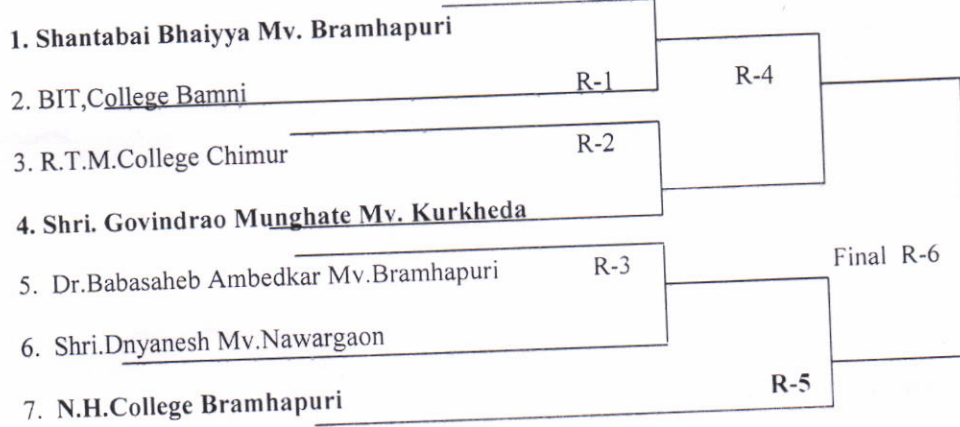 1. Shantabai Bhaiyya Mv. Bramhapuri
2. BIT,College Bamni R-1 R-4
3. R.T.M.College Chimur R-2
4. Shri. Govindrao Munghate Mv. Kurkheda
5. Dr.Babasaheb Ambedkar Mv.Bramhapuri R-3 Final R-6
6. Shri.Dnyanesh Mv.Nawargaon
7. N.H.College Bramhapuri R-5